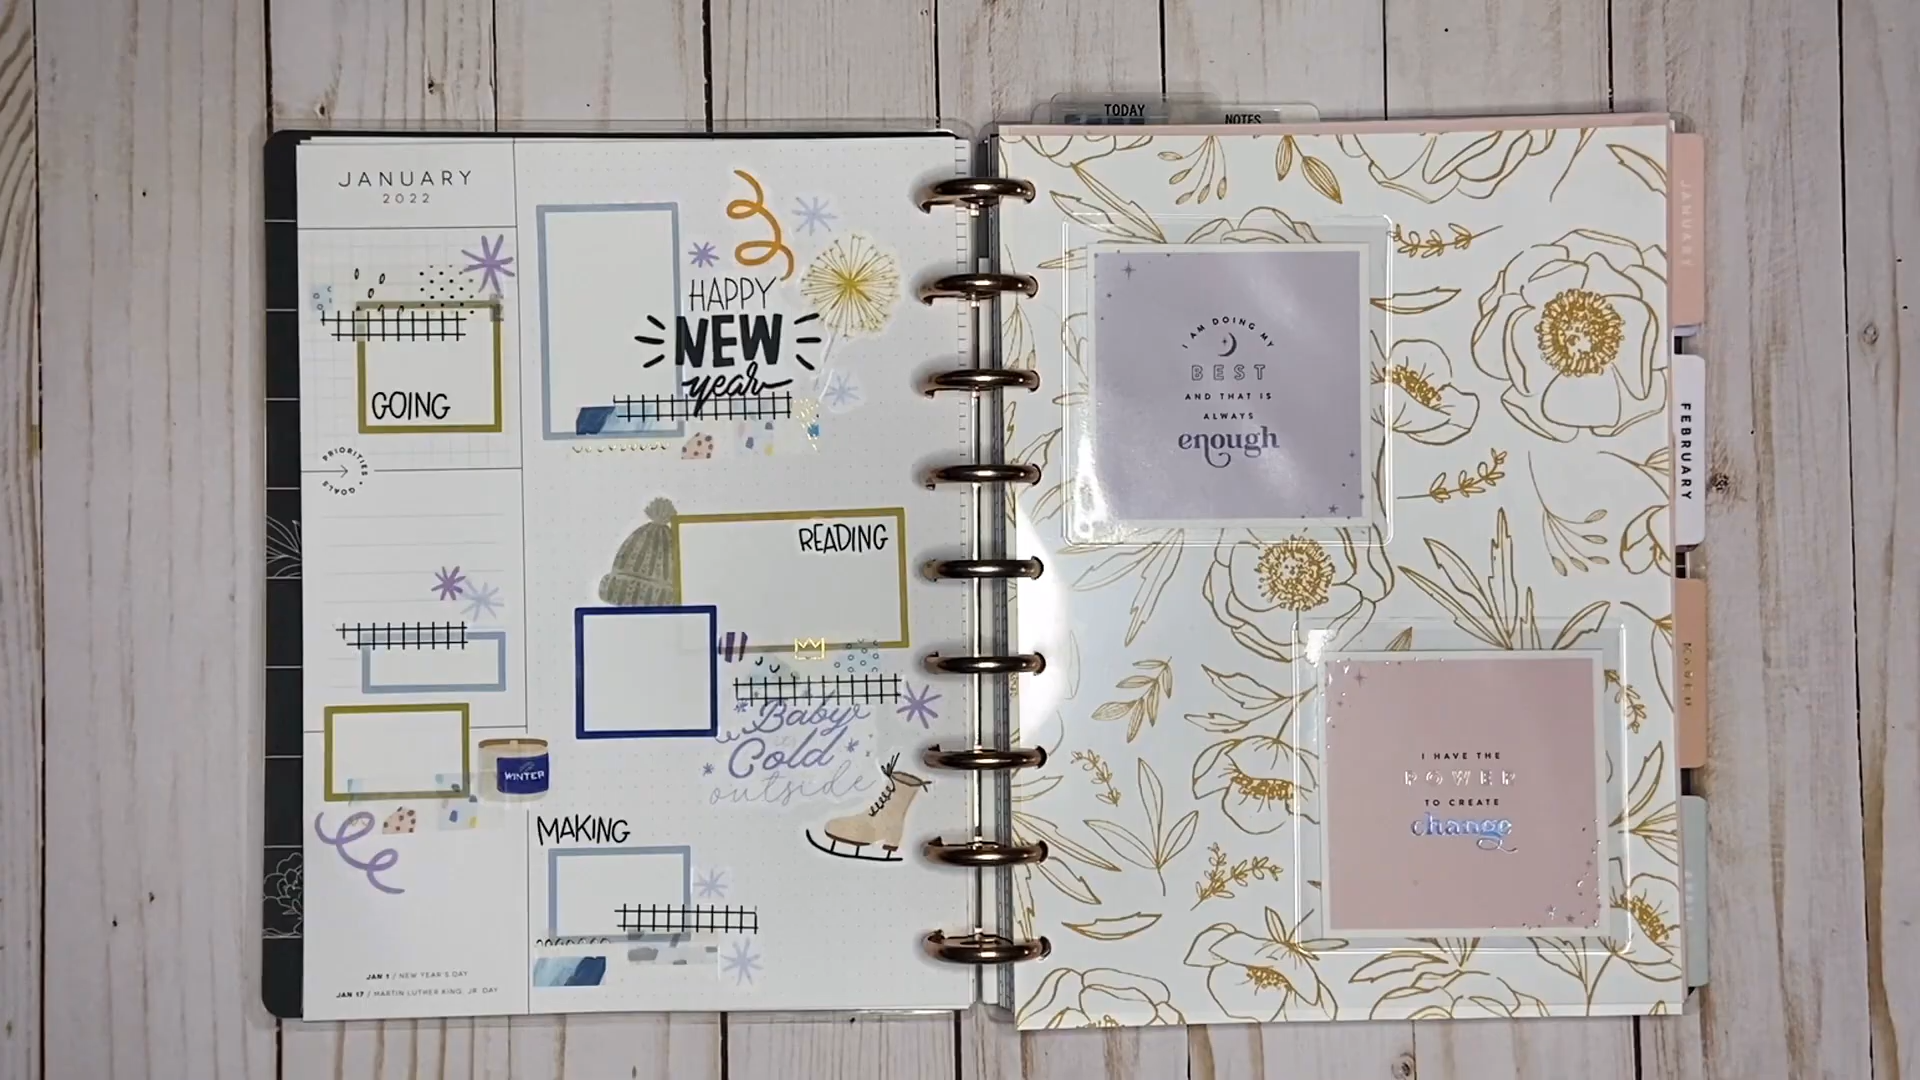 TODAY
NOTES
JANUARY
2022
GOING
PRIORITIES • GOALS
WINTER
JAN 1 / NEW YEAR'S DAY
JAN 17 / MARTIN LUTHER KING, JR. DAY
HAPPY
NEW
year
READING
Baby
Cold
outside
MAKING
I AM DOING MY
BEST
AND THAT IS
ALWAYS
enough
I HAVE THE
POWER
TO CREATE
change
JANUARY
FEBRUARY
MARCH